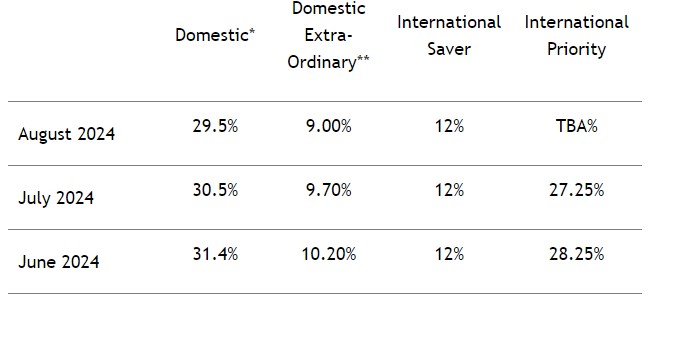 Domestic*
Domestic
Extra-
Ordinary**
International
Saver
International
Priority
August 2024 29.5% 9.00% 12% TBA%
July 2024 30.5% 9.70% 12% 27.25%
June 2024 31.4% 10.20% 12% 28.25%